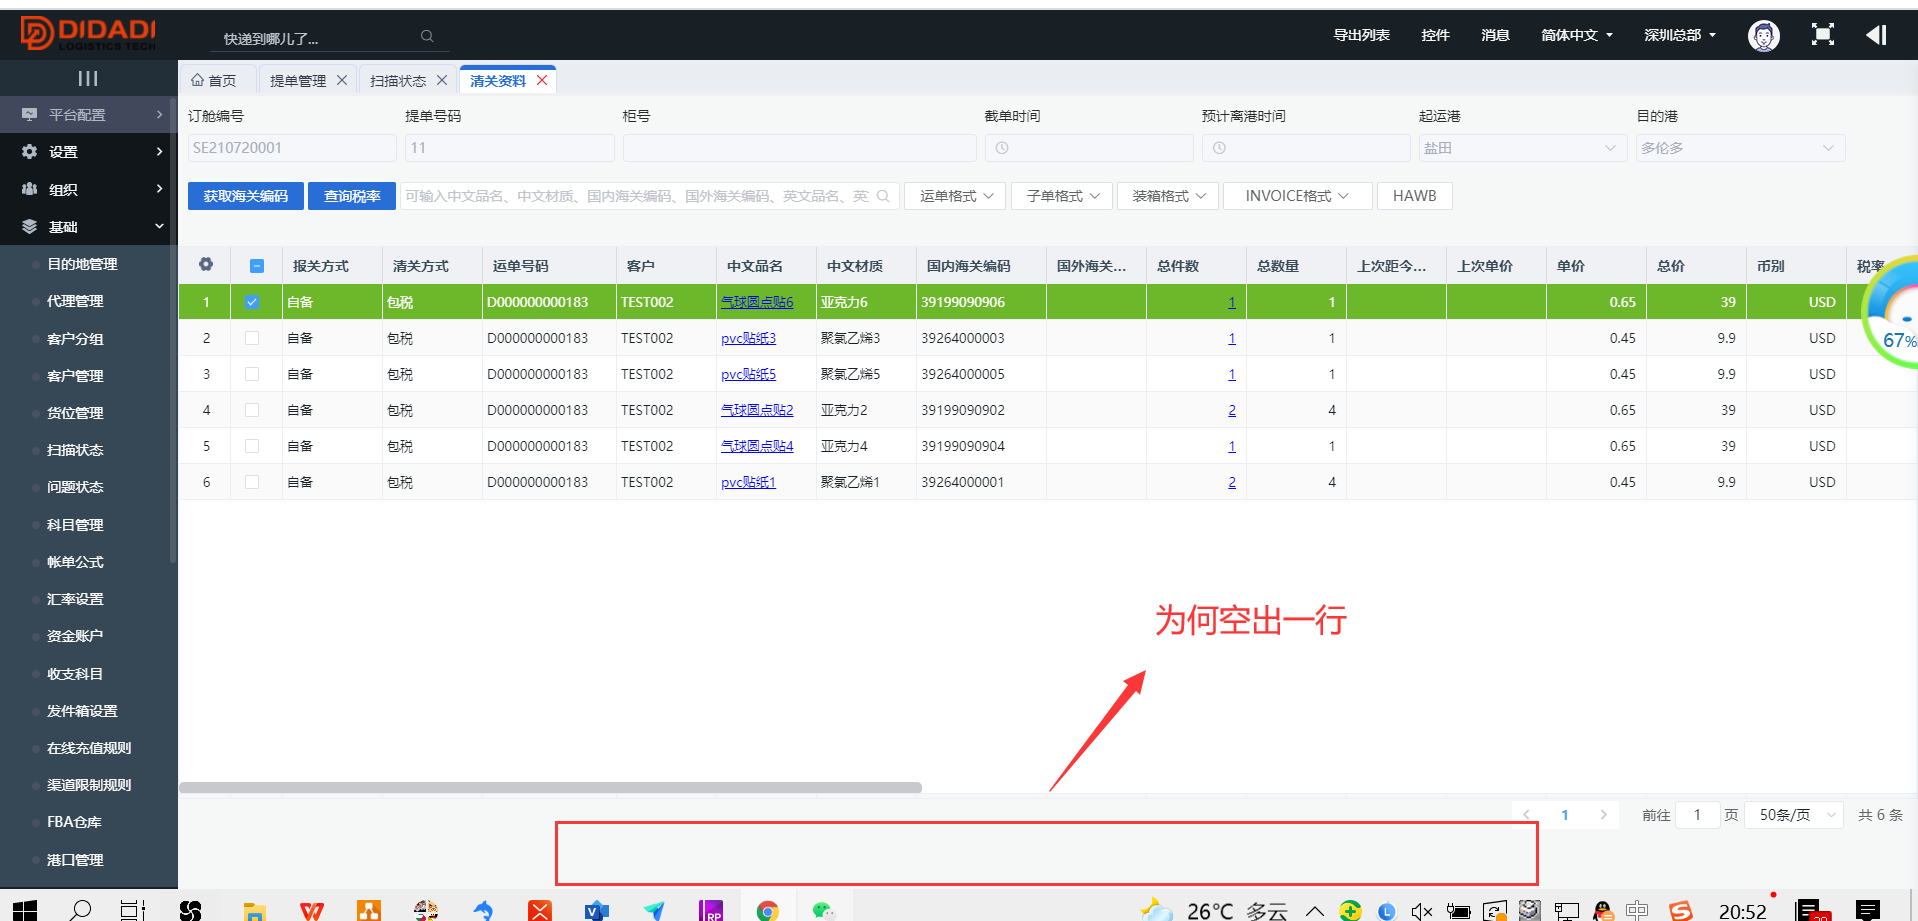 DIDADI
LOGISTICS TECH
快递到哪儿了...
导出列表 控件 消息 简体中文 深圳总部
首页 提单管理 扫描状态 清关资料
平台配置
设置
组织
基础
目的地管理
代理管理
客户分组
客户管理
货位管理
扫描状态
问题状态
科目管理
帐单公式
汇率设置
资金账户
收支科目
发件箱设置
在线充值规则
渠道限制规则
FBA仓库
港口管理
订舱编号 提单号码 柜号 截单时间 预计离港时间 起运港 目的港
SE210720001 11 盐田 多伦多
获取海关编码 查询税率 可输入中文品名、中文材质、国内海关编码、国外海关编码、英文品名、英 运单格式 子单格式 装箱格式 INVOICE格式 HAWB
报关方式 清关方式 运单号码 客户 中文品名 中文材质 国内海关编码 国外海关... 总件数 总数量 上次距今... 上次单价 单价 总价 币别 税率
1 自备 包税 D000000000183 TEST002 气球圆点贴6 亚克力6 39199090906 1 1 0.65 39 USD
2 自备 包税 D000000000183 TEST002 pvc贴纸3 聚氯乙烯3 39264000003 1 1 0.45 9.9 USD
3 自备 包税 D000000000183 TEST002 pvc贴纸5 聚氯乙烯5 39264000005 1 1 0.45 9.9 USD
4 自备 包税 D000000000183 TEST002 气球圆点贴2 亚克力2 39199090902 2 4 0.65 39 USD
5 自备 包税 D000000000183 TEST002 气球圆点贴4 亚克力4 39199090904 1 1 0.65 39 USD
6 自备 包税 D000000000183 TEST002 pvc贴纸1 聚氯乙烯1 39264000001 2 4 0.45 9.9 USD
67%
为何空出一行
1 前往 1 页 50条/页 共 6 条
RP 26°C 多云 中 20:52